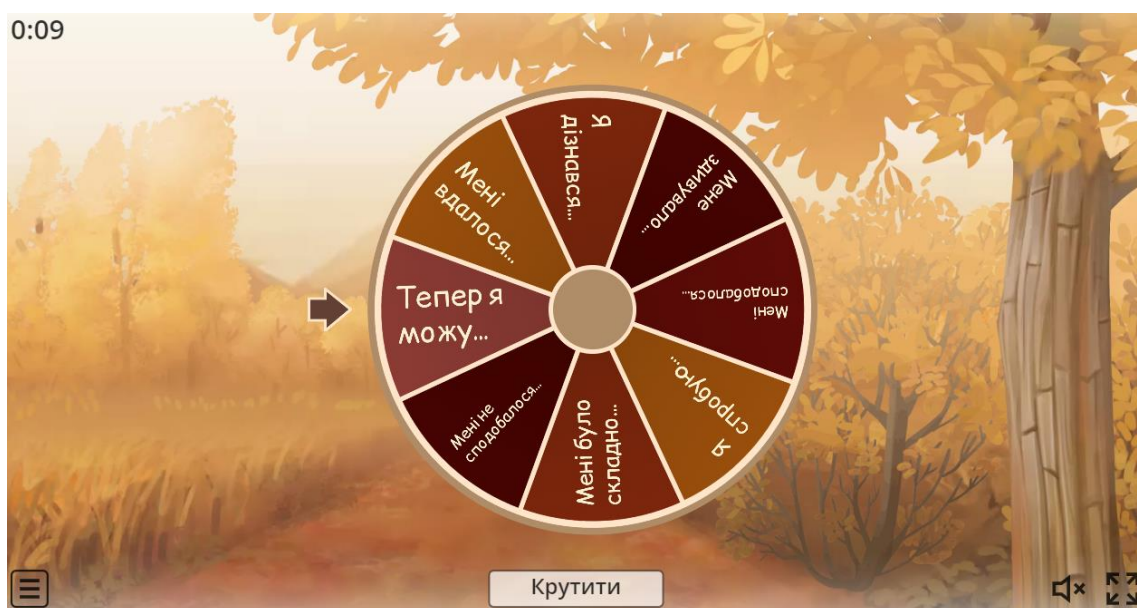 0:09
Я
дізнався...
Мене
здивувало...
Мені
сподобалося...
Я
спробую...
Мені було
складно...
Мені не
сподобалося...
Тепер я
можу...
Мені
вдалося...
Крутити